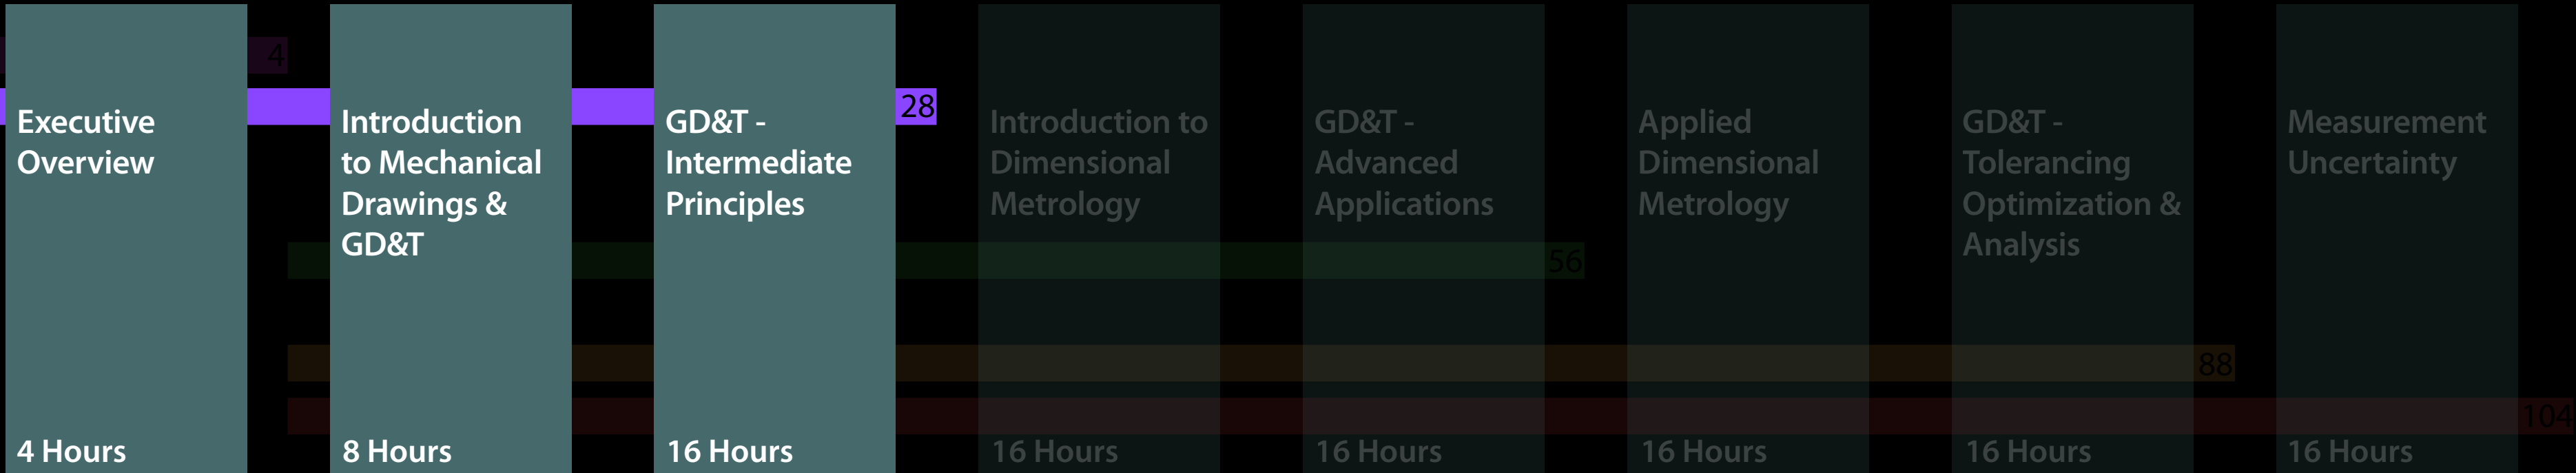 4
28
Executive
Overview
4 Hours
Introduction
to Mechanical
Drawings &
GD&T
8 Hours
GD&T -
Intermediate
Principles
16 Hours
Introduction to
Dimensional
Metrology
16 Hours
GD&T -
Advanced
Applications
16 Hours
56
Applied
Dimensional
Metrology
16 Hours
GD&T -
Tolerancing
Optimization &
Analysis
16 Hours
88
Measurement
Uncertainty
16 Hours
104